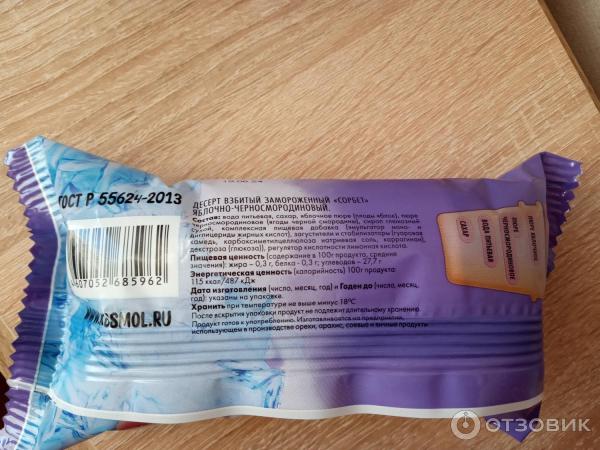 ГОСТ Р 55624-2013
ДЕСЕРТ ВЗБИТЫЙ ЗАМОРОЖЕННЫЙ «СОРБЕТ»
ЯБЛОЧНО-ЧЕРНОСМОРОДИНОВЫЙ.
Состав: вода питьевая, сахар, яблочное пюре (плоды яблок), пюре
черносмородиновое (ягоды черной смородины), сироп глюкозный
сухой, комплексная пищевая добавка (эмульгатор моно- и
диглицериды жирных кислот), загустители и стабилизаторы (гуаровая
камедь, карбоксиметилцеллюлоза натриевая соль, каррагинан),
декстроза (глюкоза), регулятор кислотности лимонная кислота.
Пищевая ценность (содержание в 100г продукта, средние
значения): жира – 0,3 г, белка - 0,3 г; углеводов – 27,7 г.
Энергетическая ценность (калорийность) 100г продукта:
115 ккал/487 кДж
Дата изготовления (число, месяц, год) и Годен до (число, месяц,
год): указаны на упаковке.
Хранить при температуре не выше минус 18°С
После вскрытия упаковки продукт не подлежит длительному хранению.
Продукт готов к употреблению. Изготавливается на предприятии,
использующем в производстве орехи, арахис, соевые и яичные продукты
ПЮРЕ ЯБЛОЧНОЕ
ПЮРЕ
ЧЕРНОСМОРОДИНОВОЕ
ВОДА ПИТЬЕВАЯ
САХАР
607052 685962
OSMOL.RU
ОТЗОВИК